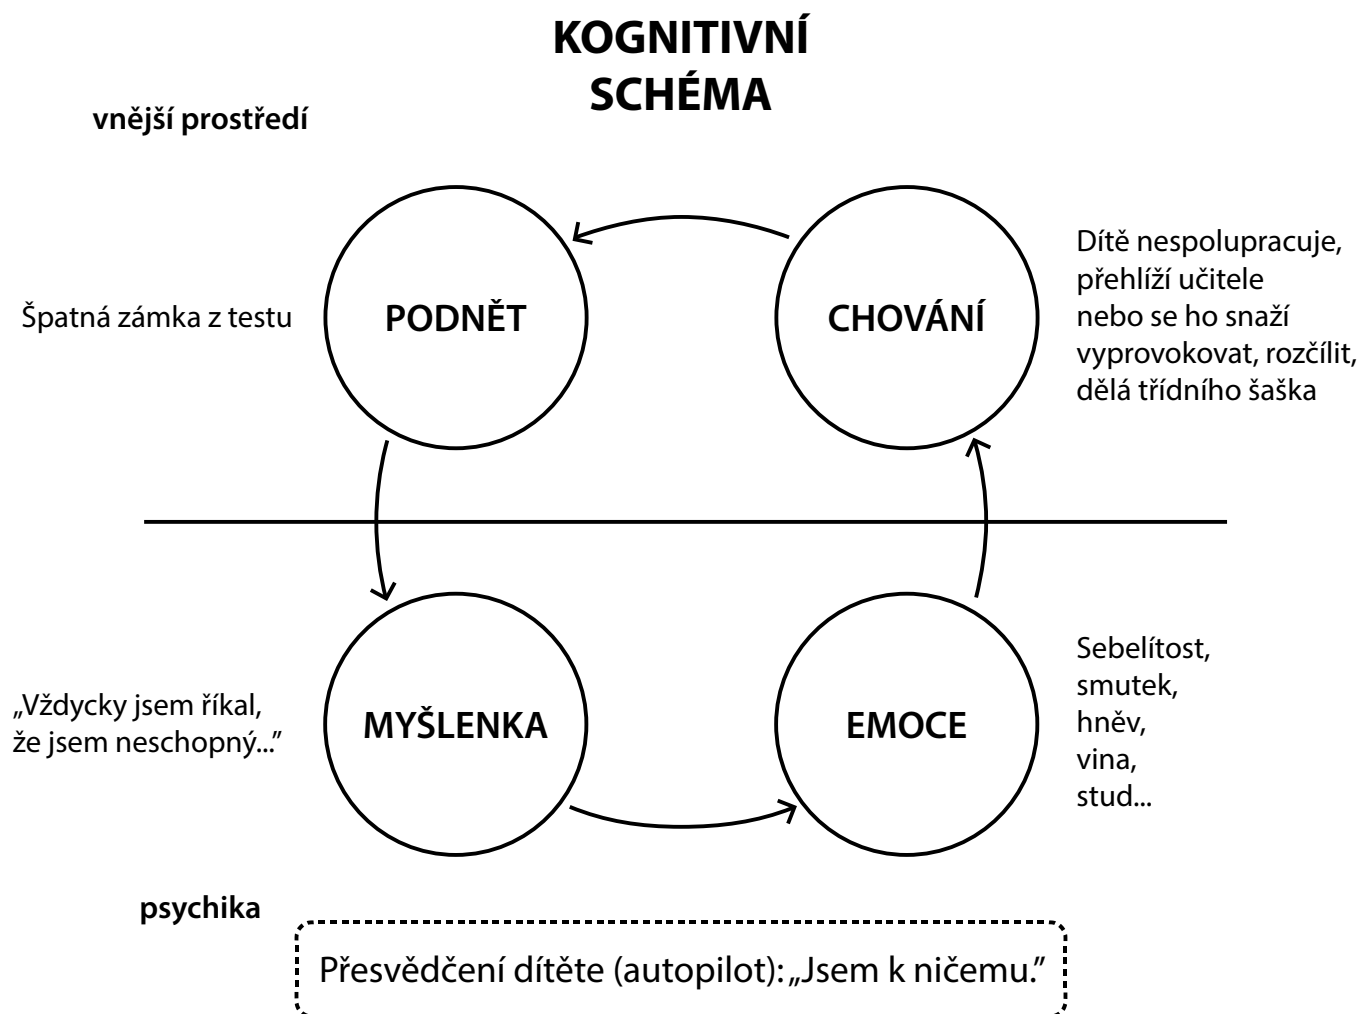 KOGNITIVNÍ
SCHÉMA
vnější prostředí
Špatná zámka z testu
PODNĚT
CHOVÁNÍ
Dítě nespolupracuje,
přehlíží učitele
nebo se ho snaží
vyprovokovat, rozčílit,
dělá třídního šaška
„Vždycky jsem říkal,
že jsem neschopný...”
MYŠLENKA
EMOCE
Sebelítost,
smutek,
hněv,
vina,
stud...
psychika
Přesvědčení dítěte (autopilot): „Jsem k ničemu.”